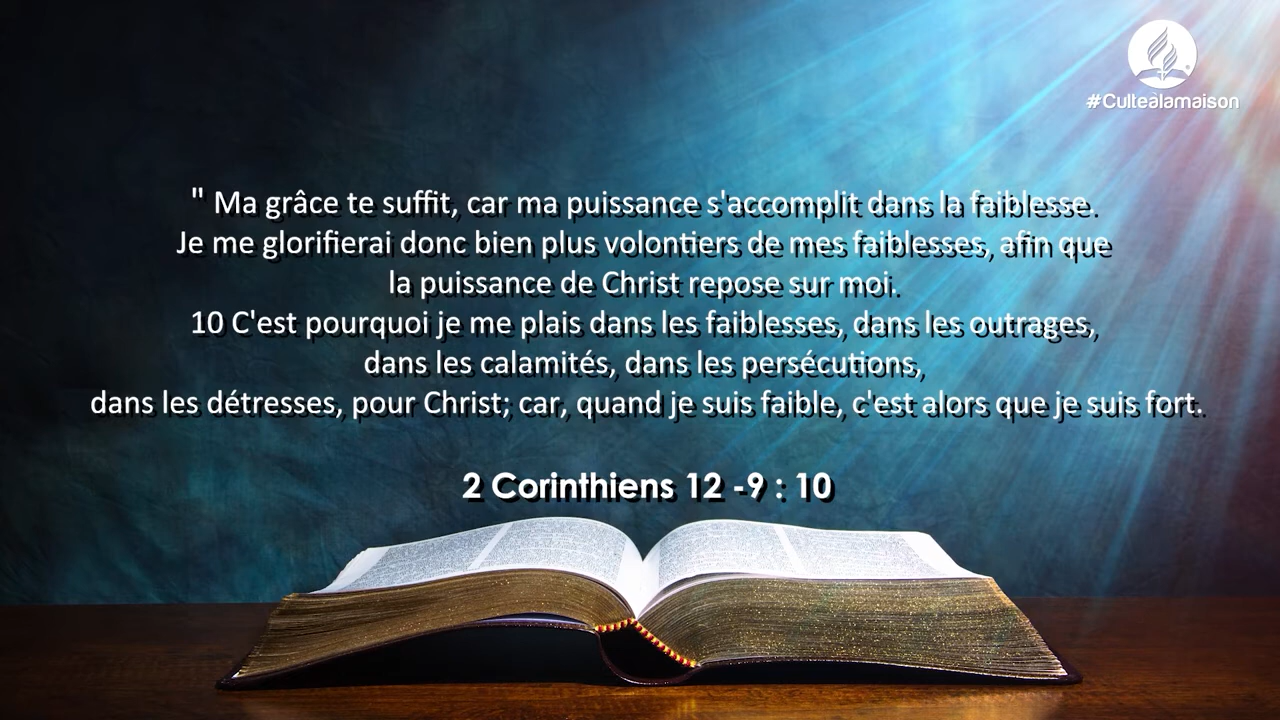 #Cultealamaison
" Ma grâce te suffit, car ma puissance s'accomplit dans la faiblesse.
Je me glorifierai donc bien plus volontiers de mes faiblesses, afin que
la puissance de Christ repose sur moi.
10 C'est pourquoi je me plais dans les faiblesses, dans les outrages,
dans les calamités, dans les persécutions,
dans les détresses, pour Christ; car, quand je suis faible, c'est alors que je suis fort.
2 Corinthiens 12 -9 : 10